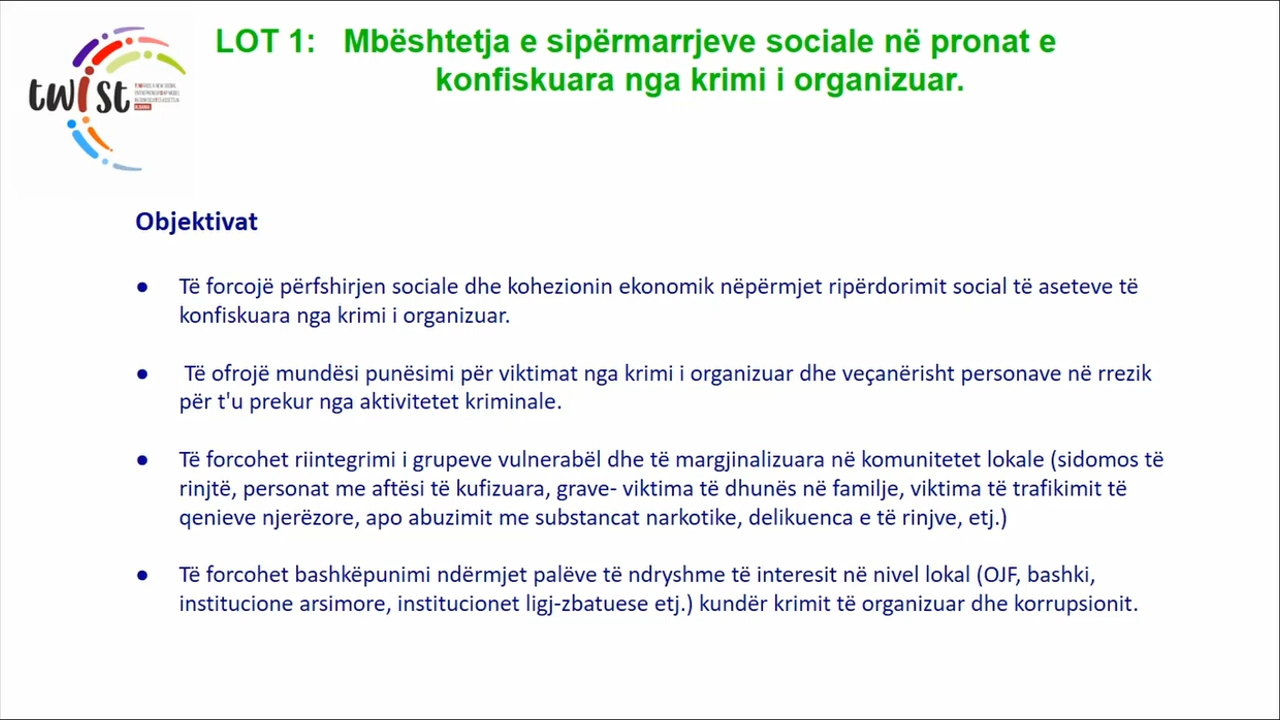 LOT 1: Mbështetja e sipërmarrjeve sociale në pronat e
konfiskuara nga krimi i organizuar.
twist
Objektivat
● Të forcojë përfshirjen sociale dhe kohezionin ekonomik nëpërmjet ripërdorimit social të aseteve të
konfiskuara nga krimi i organizuar.
● Të ofrojë mundësi punësimi për viktimat nga krimi i organizuar dhe veçanërisht personave në rrezik
për t'u prekur nga aktivitetet kriminale.
● Të forcohet riintegrimi i grupeve vulnerabël dhe të margjinalizuara në komunitetet lokale (sidomos të
rinjtë, personat me aftësi të kufizuara, grave- viktima të dhunës në familje, viktima të trafikimit të
qenieve njerëzore, apo abuzimit me substancat narkotike, delikuenca e të rinjve, etj.)
● Të forcohet bashkëpunimi ndërmjet palëve të ndryshme të interesit në nivel lokal (OJF, bashki,
institucione arsimore, institucionet ligj-zbatuese etj.) kundër krimit të organizuar dhe korrupsionit.